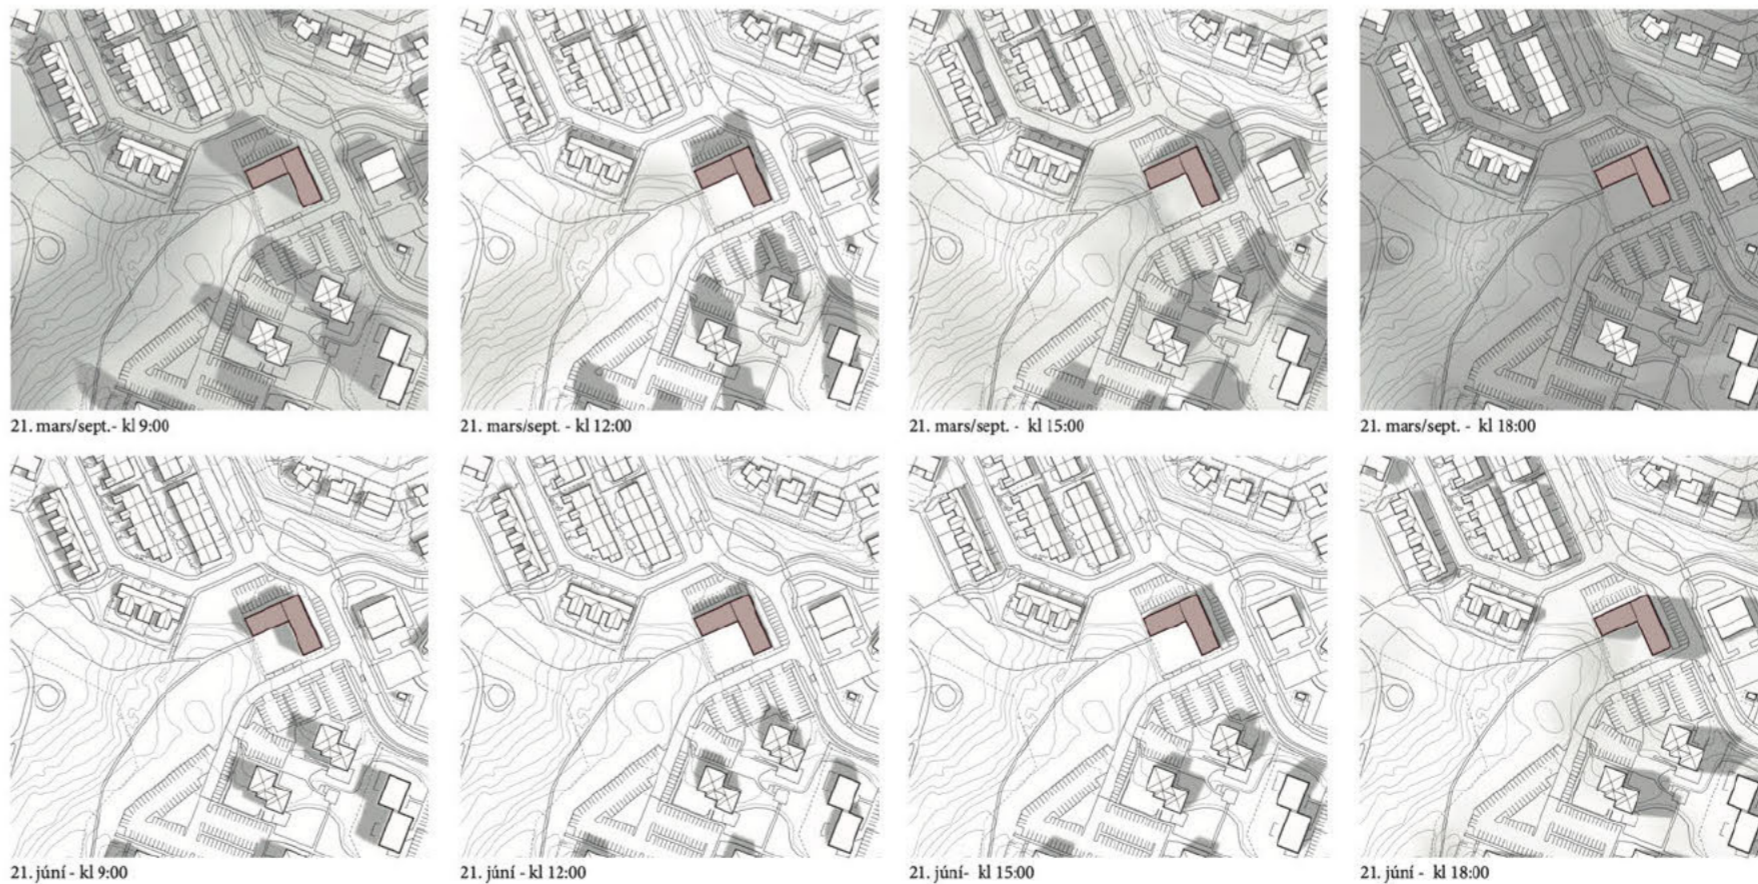 21. mars/sept.- kl 9:00
21. mars/sept. - kl 12:00
21. mars/sept. - kl 15:00
21. mars/sept. - kl 18:00
21. júní - kl 9:00
21. júní - kl 12:00
21. júní- kl 15:00
21. júní - kl 18:00